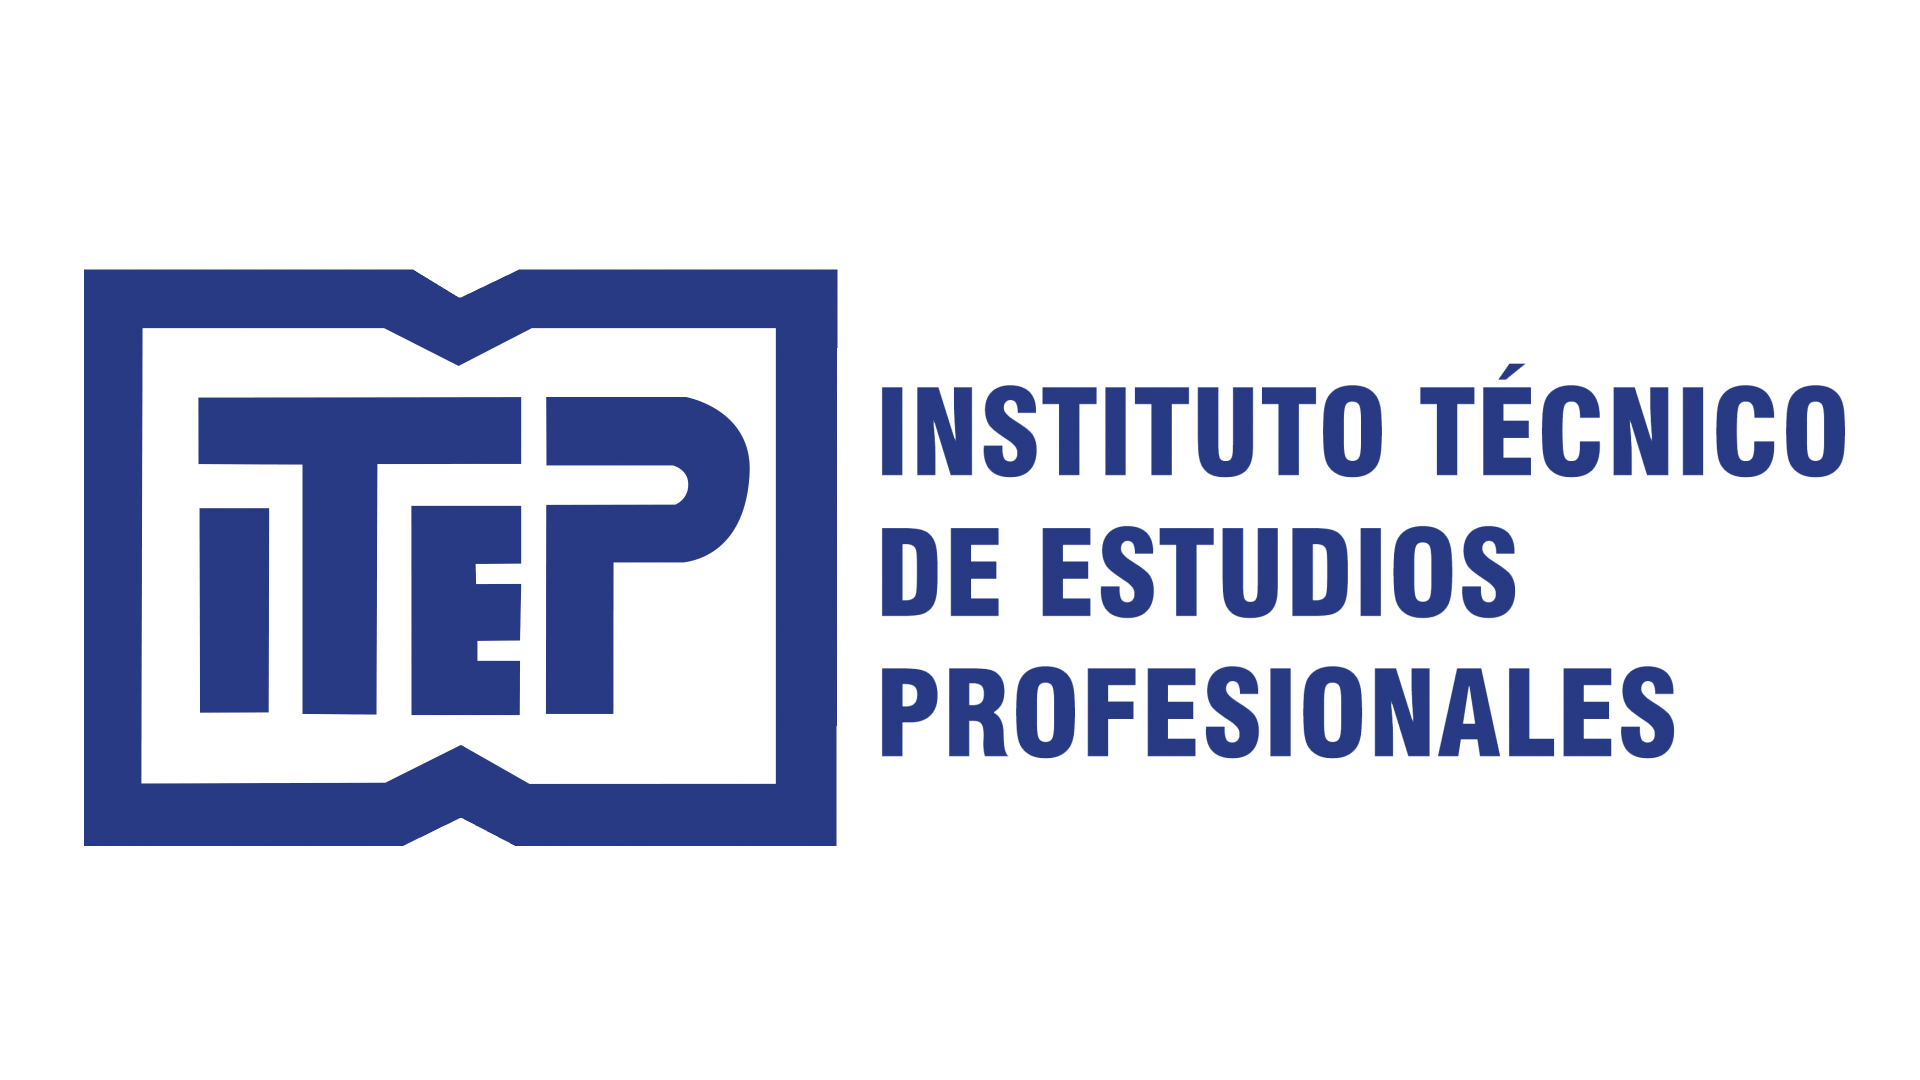 iTEP
INSTITUTO TÉCNICO
DE ESTUDIOS
PROFESIONALES